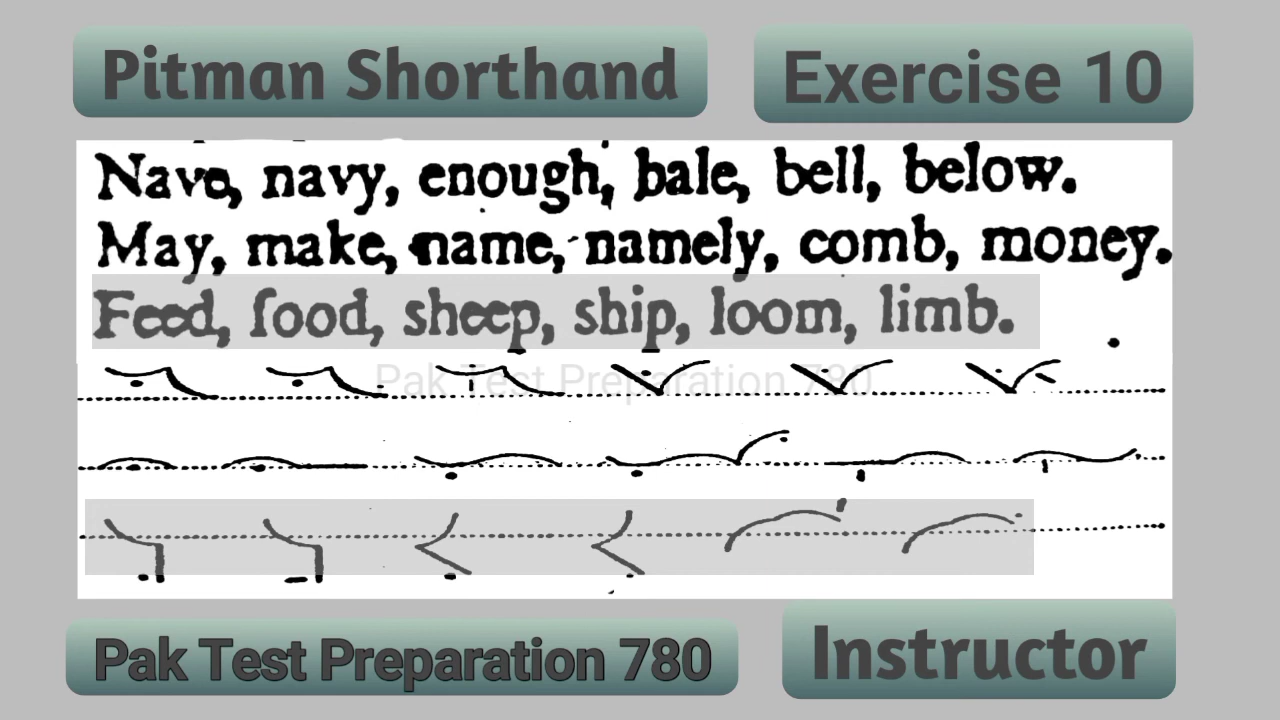 Pitman Shorthand
Exercise 10
Nave, navy, enough, bale, bell, below.
May, make, name, namely, comb, money.
Feed, food, sheep, ship, loom, limb.
Pak Test Preparation 780
Pak Test Preparation 780
Instructor